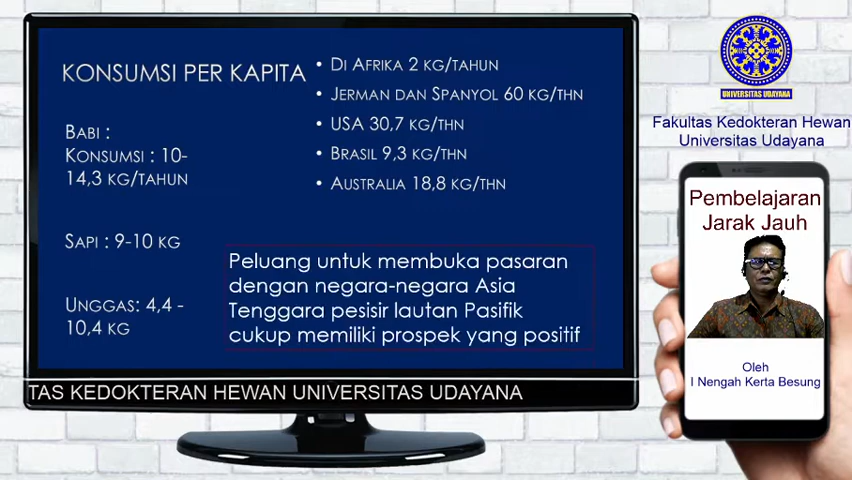 KONSUMSI PER KAPITA
BABI :
KONSUMSI : 10-
14,3 KG/TAHUN
SAPI : 9-10 KG
UNGGAS: 4,4 -
10,4 KG
• DI AFRIKA 2 KG/TAHUN
• JERMAN DAN SPANYOL 60 KG/THN
• USA 30,7 KG/THN
• BRASIL 9,3 KG/THN
• AUSTRALIA 18,8 KG/THN
Peluang untuk membuka pasaran
dengan negara-negara Asia
Tenggara pesisir lautan Pasifik
cukup memiliki prospek yang positif
TAS KEDOKTERAN HEWAN UNIVERSITAS UDAYANA
UNIVERSITAS UDAYANA
Fakultas Kedokteran Hewan
Universitas Udayana
Pembelajaran
Jarak Jauh
Oleh
I Nengah Kerta Besung